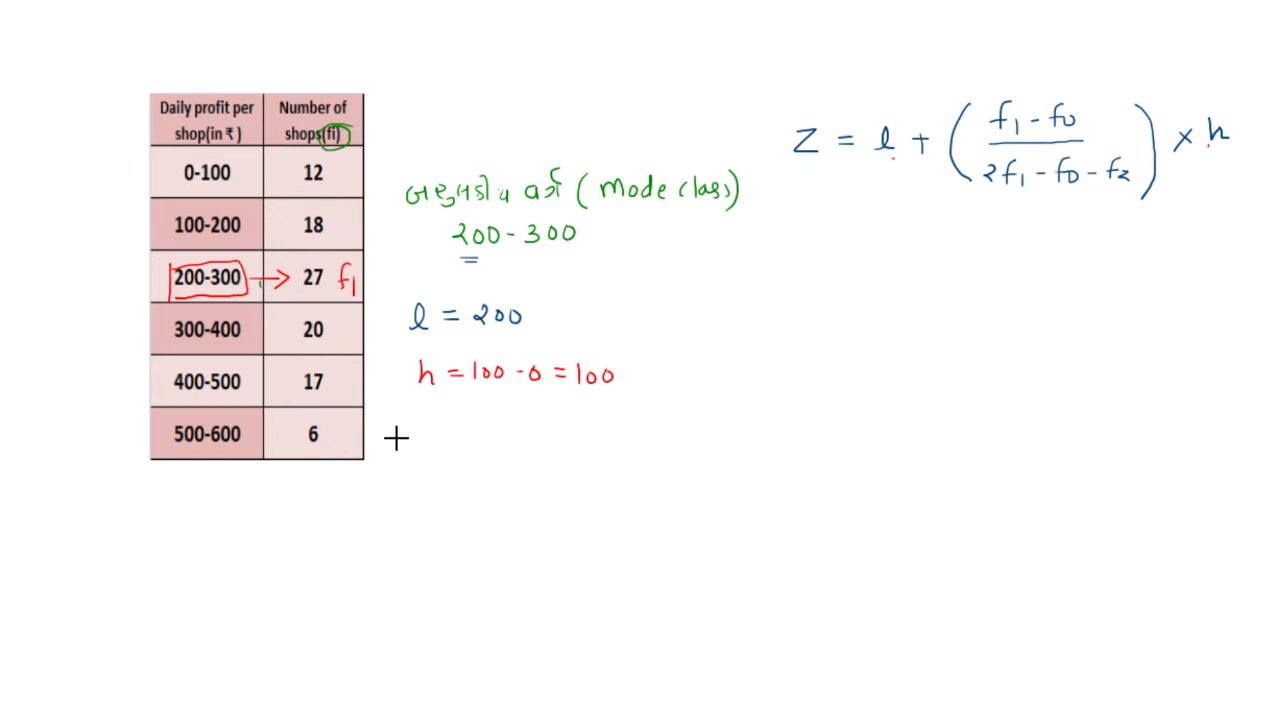 Daily profit per shop(in ₹ ) Number of shops(fi)
0-100 12
100-200 18
200-300 → 27 f1
300-400 20
400-500 17
500-600 6
બહુલકીય વર્ગ (Mode class)
200-300
l = 200
h = 100 - 0 = 100
Z = l + ( f1 - f0 / 2f1 - f0 - f2 ) × h